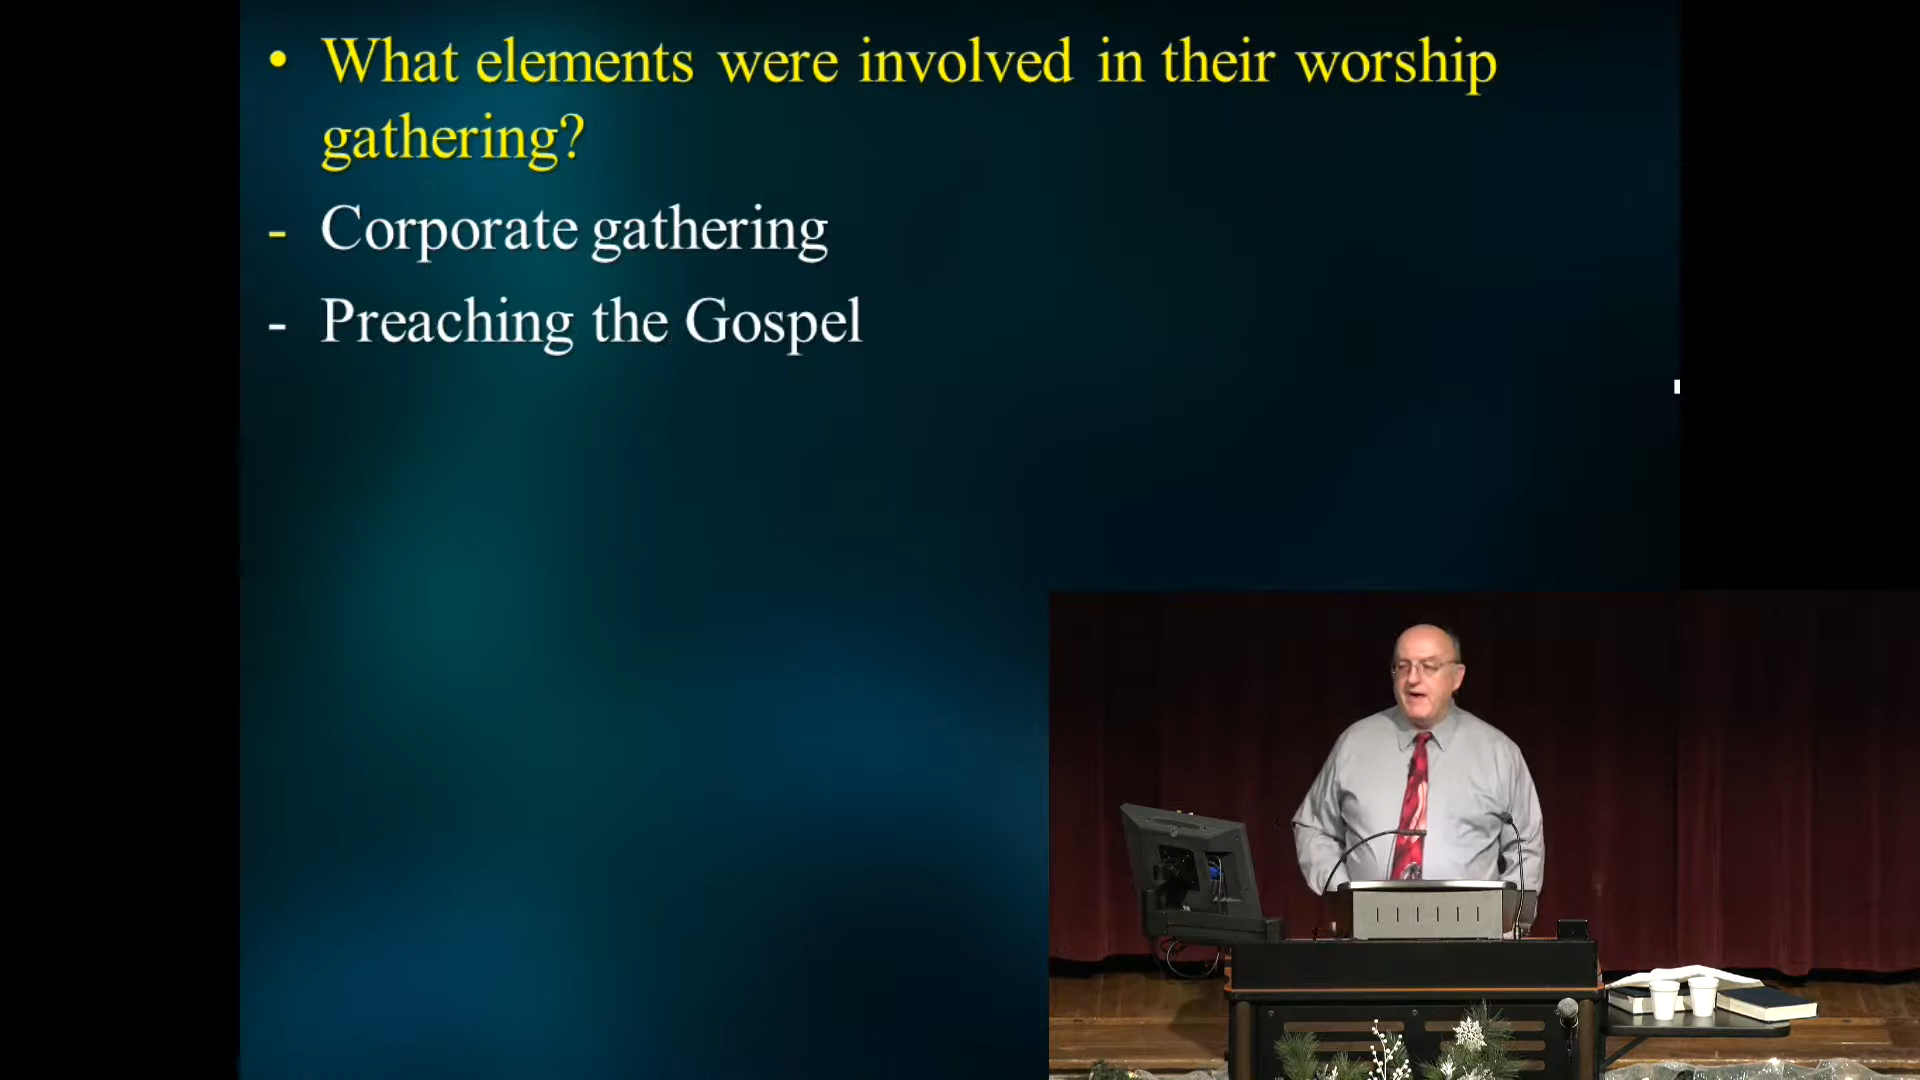 • What elements were involved in their worship
gathering?
- Corporate gathering
- Preaching the Gospel